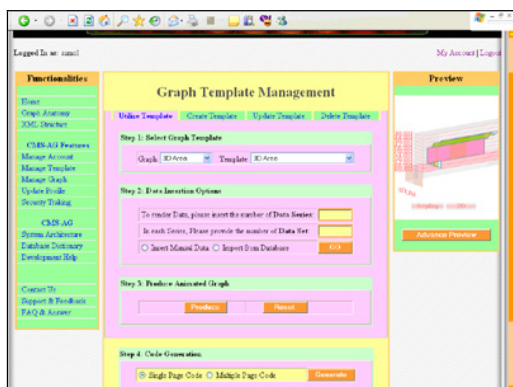 Logged In as:
My Account | Logout
Functionalities
Home
Graph Anatomy
XML Structure
CMS-AG Features
Manage Account
Manage Template
Manage Graph
Update Profile
Security Traking
CMS-AG
System Architecture
Database Dictionary
Development Help
Contact Us
Support & Feedback
FAQ & Answer
Graph Template Management
Utilize Template
Create Template
Update Template
Delete Template
Step 1: Select Graph Template
Graph 3D Area Template 3D Area
Step 2: Data Insertion Options
To render Data, please insert the number of Data Series:
In each Series, Please provide the number of Data Set:
Insert Manual Data Import from Database GO
Step 3: Produce Animated Graph
Produce Reset
Step 4: Code Generation
Single Page Code Multiple Page Code Generate
Preview
Advance Preview